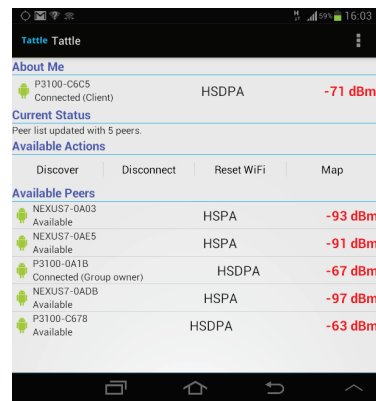 H 59% 16:03
Tattle Tattle
About Me
P3100-C6C5
Connected (Client)
HSDPA
-71 dBm
Current Status
Peer list updated with 5 peers.
Available Actions
Discover Disconnect Reset WiFi Map
Available Peers
NEXUS7-0A03
Available
HSPA
-93 dBm
NEXUS7-0AE5
Available
HSPA
-91 dBm
P3100-0A1B
Connected (Group owner)
HSDPA
-67 dBm
NEXUS7-0ADB
Available
HSPA
-97 dBm
P3100-C678
Available
HSDPA
-63 dBm